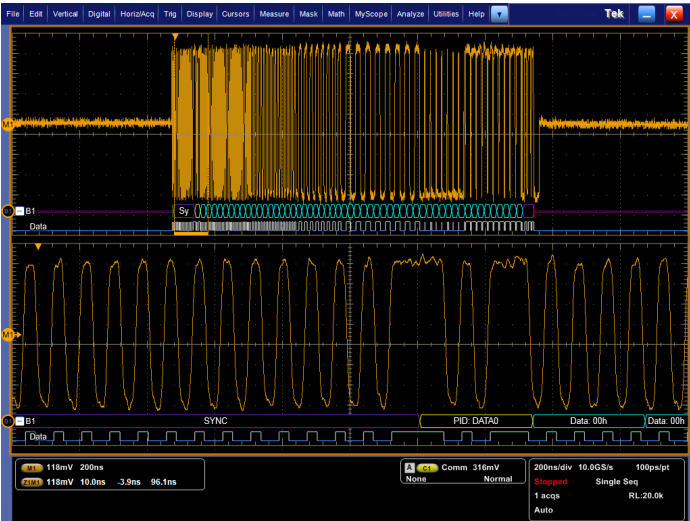 File Edit Vertical Digital Horiz/Acq Trig Display Cursors Measure Mask Math MyScope Analyze Utilities Help Tek X
M1
Sy
B1 B1
Data
M1
B1 B1 SYNC PID: DATA0 Data: 00h Data: 00h
Data
M1 118mV 200ns
Z1M1 118mV 10.0ns -3.9ns 96.1ns
A C1 Comm 316mV
None Normal
200ns/div 10.0GS/s 100ps/pt
Stopped Single Seq
1 acqs RL:20.0k
Auto